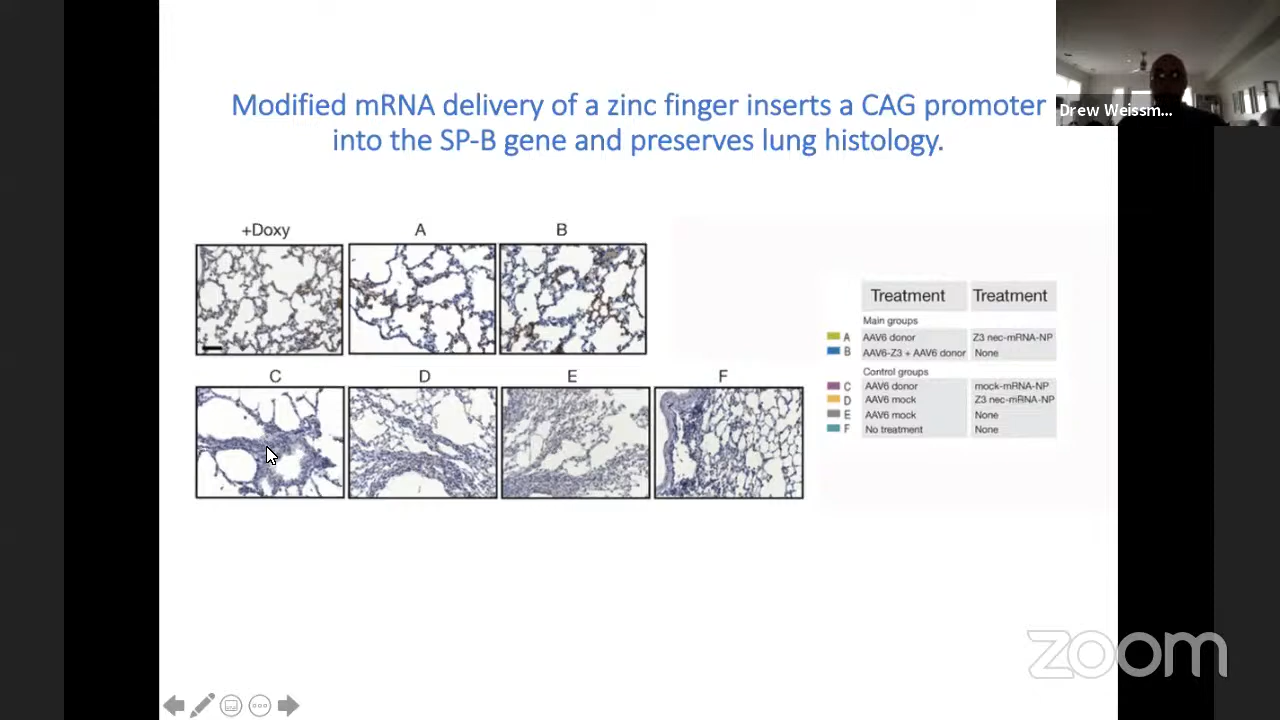 Modified mRNA delivery of a zinc finger inserts a CAG promoter
into the SP-B gene and preserves lung histology.
Drew Weissm...
+Doxy
A
B
C
D
E
F
Treatment Treatment
Main groups
A AAV6 donor Z3 nec-mRNA-NP
B AAV6-Z3 + AAV6 donor None
Control groups
C AAV6 donor mock-mRNA-NP
D AAV6 mock Z3 nec-mRNA-NP
E AAV6 mock None
F No treatment None
zoom